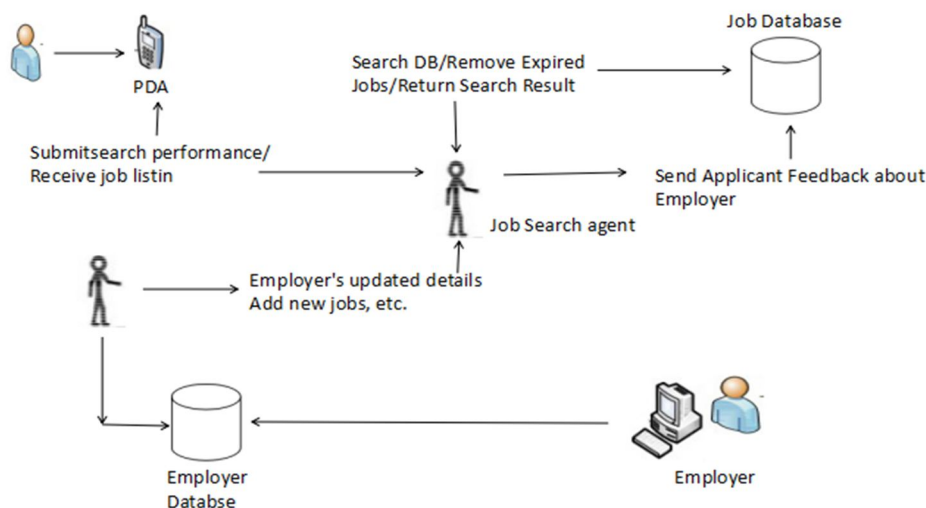 Job Database
PDA
Search DB/Remove Expired
Jobs/Return Search Result
Submitsearch performance/
Receive job listin
Send Applicant Feedback about
Employer
Job Search agent
Employer's updated details
Add new jobs, etc.
Employer
Databse
Employer